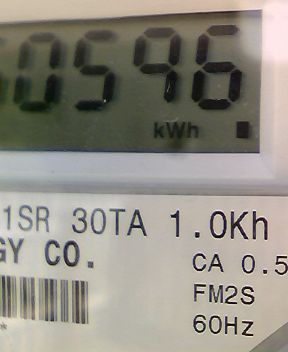 0596
kWh
1SR 30TA 1.0Kh
GY CO.
CA 0.5
FM2S
60Hz